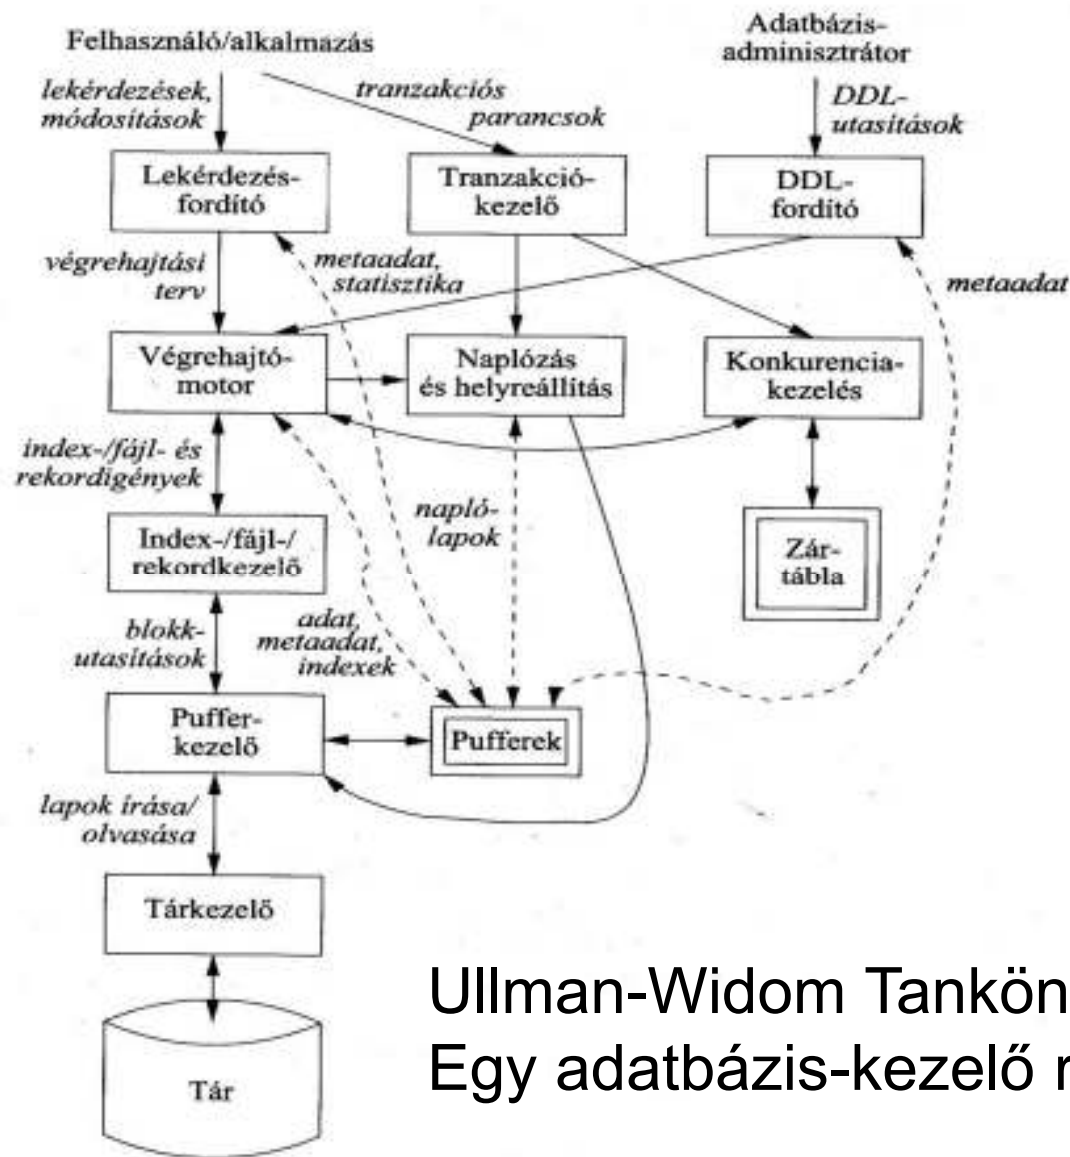 Felhasználó/alkalmazás
Adatbázis-
adminisztrátor
lekérdezések,
módosítások
tranzakciós
parancsok
DDL-
utasítások
Lekérdezés-
fordító
Tranzakció-
kezelő
DDL-
fordító
végrehajtási
terv
metaadat,
statisztika
metaadat
Végrehajtó-
motor
Naplózás
és helyreállítás
Konkurencia-
kezelés
index-/fájl- és
rekordigények
napló-
lapok
Index-/fájl-/
rekordkezelő
Zár-
tábla
blokk-
utasítások
adat,
metaadat,
indexek
Puffer-
kezelő
Pufferek
lapok írása/
olvasása
Tárkezelő
Tár
Ullman-Widom Tankön
Egy adatbázis-kezelő